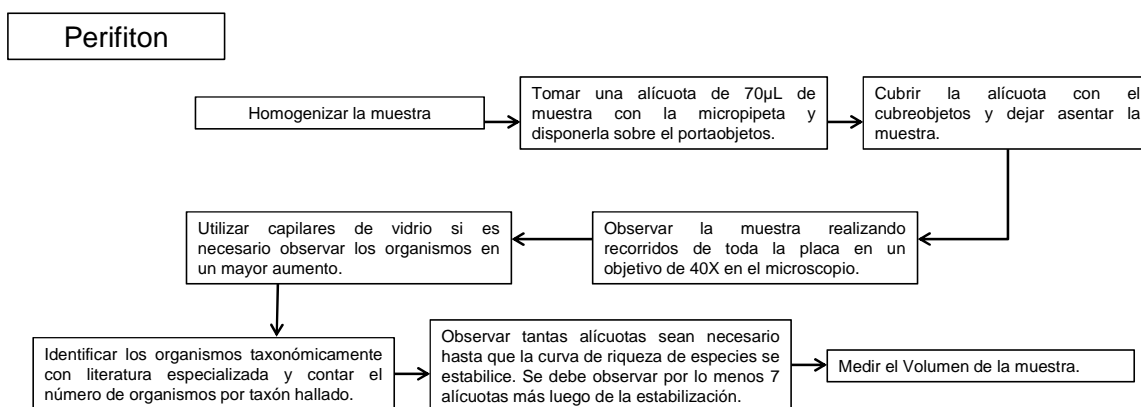 Perifiton
Homogenizar la muestra
Tomar una alícuota de 70µL de
muestra con la micropipeta y
disponerla sobre el portaobjetos.
Cubrir la alícuota con el
cubreobjetos y dejar asentar la
muestra.
Observar la muestra realizando
recorridos de toda la placa en un
objetivo de 40X en el microscopio.
Utilizar capilares de vidrio si es
necesario observar los organismos en
un mayor aumento.
Identificar los organismos taxonómicamente
con literatura especializada y contar el
número de organismos por taxón hallado.
Observar tantas alícuotas sean necesario
hasta que la curva de riqueza de especies se
estabilice. Se debe observar por lo menos 7
alícuotas más luego de la estabilización.
Medir el Volumen de la muestra.